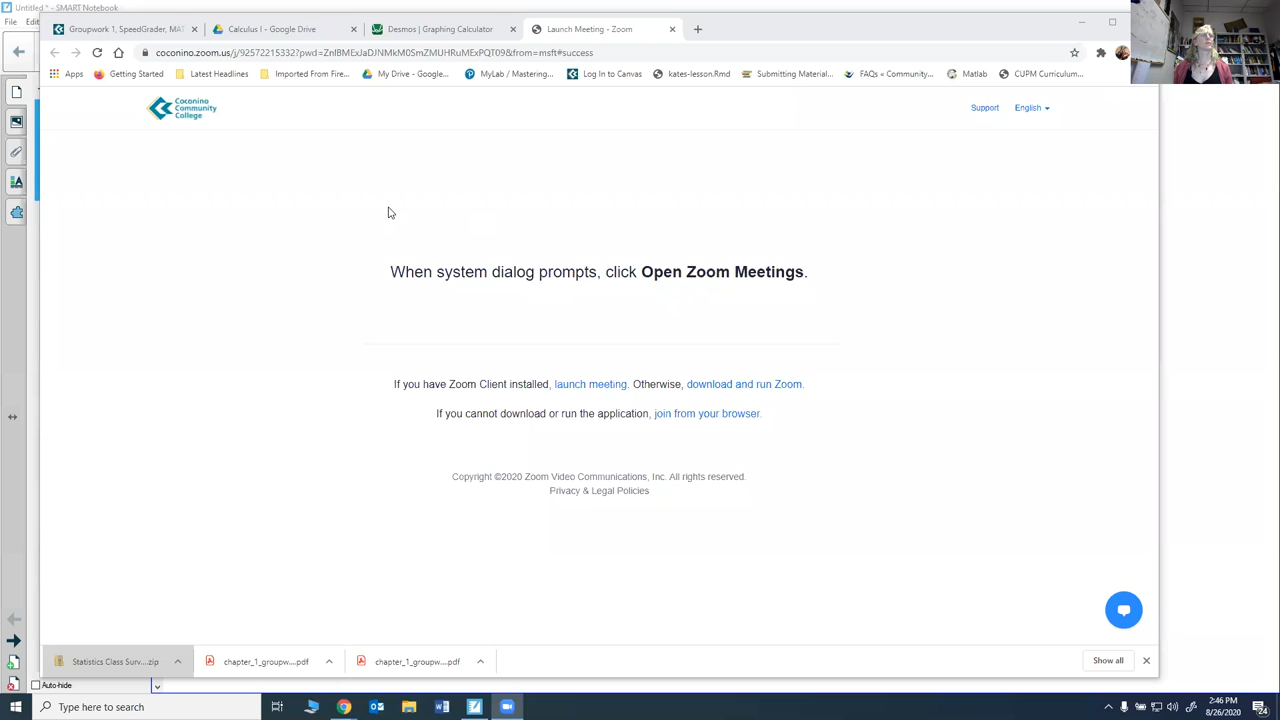 Untitled * - SMART Notebook
File
Groupwork 1, SpeedGrader, MAT
Calculus I - Google Drive
Desmos | Graphing Calculator
Launch Meeting - Zoom
coconino.zoom.us/j/92572215332?pwd=ZnlBMExJaDJNMkM0SmZMUHRuMExPQT09&from=msft#success
Apps
Getting Started
Latest Headlines
Imported From Fire...
My Drive - Google...
MyLab / Mastering...
Log In to Canvas
kates-lesson.Rmd
Submitting Material...
FAQs « Community...
Matlab
CUPM Curriculum...
Coconino
Community
College
Support
English
When system dialog prompts, click Open Zoom Meetings.
If you have Zoom Client installed, launch meeting. Otherwise, download and run Zoom.
If you cannot download or run the application, join from your browser.
Copyright ©2020 Zoom Video Communications, Inc. All rights reserved.
Privacy & Legal Policies
Statistics Class Surv....zip
chapter_1_groupw....pdf
chapter_1_groupw....pdf
Show all
Auto-hide
Type here to search
2:46 PM
8/26/2020
24